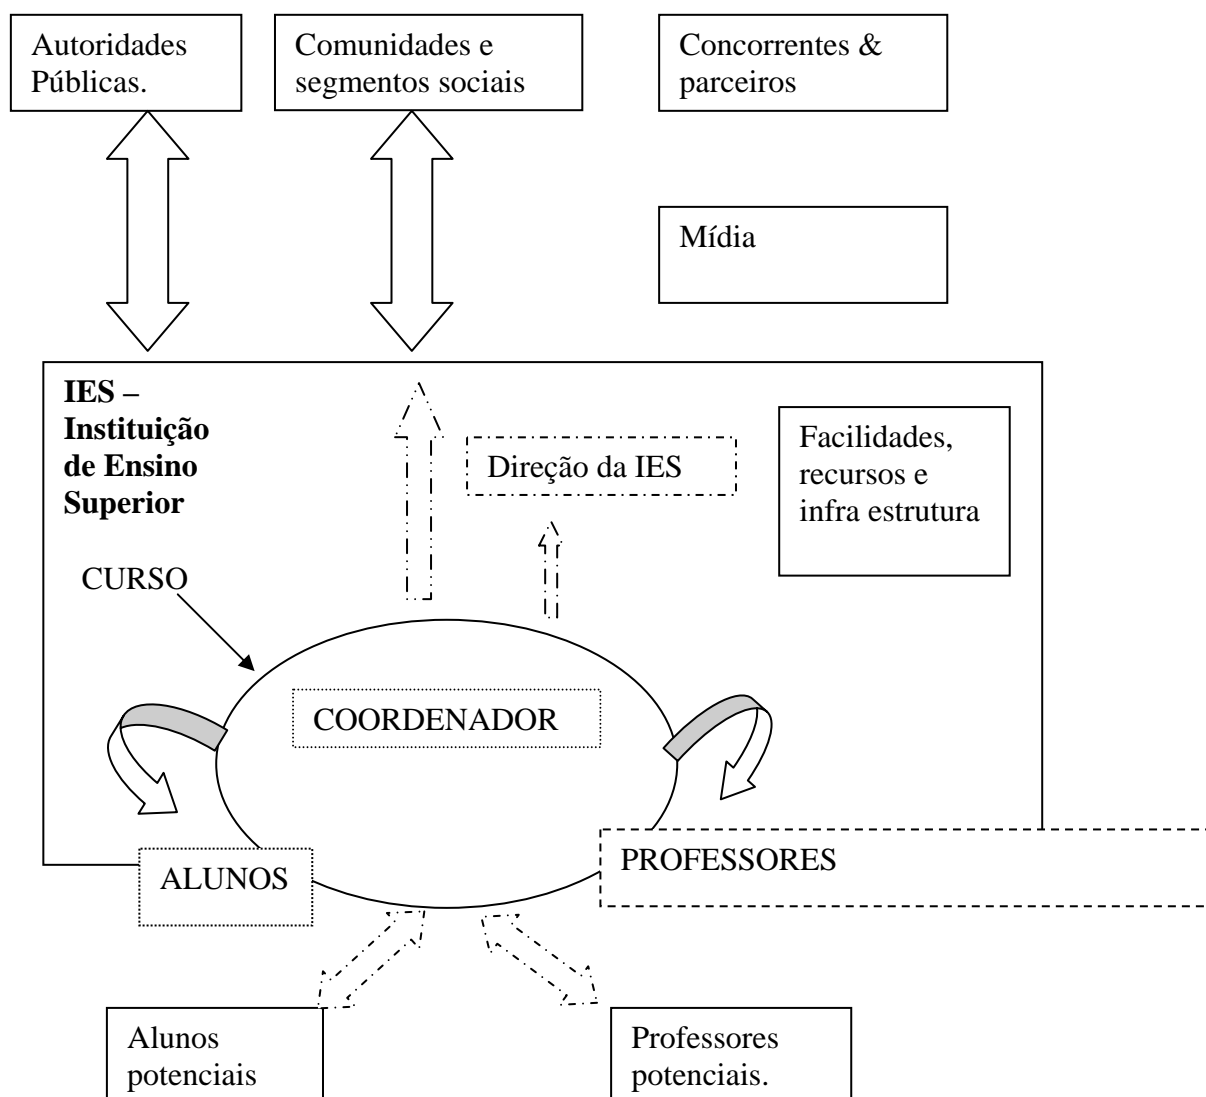 Autoridades
Públicas.
Comunidades e
segmentos sociais
Concorrentes &
parceiros
Mídia
IES –
Instituição
de Ensino
Superior
Direção da IES
Facilidades,
recursos e
infra estrutura
CURSO
COORDENADOR
ALUNOS
PROFESSORES
Alunos
potenciais
Professores
potenciais.